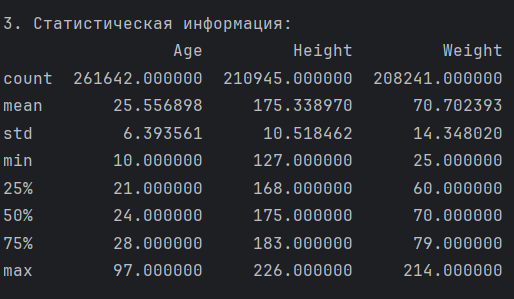 3. Статистическая информация:
Age Height Weight
count 261642.000000 210945.000000 208241.000000
mean 25.556898 175.338970 70.702393
std 6.393561 10.518462 14.348020
min 10.000000 127.000000 25.000000
25% 21.000000 168.000000 60.000000
50% 24.000000 175.000000 70.000000
75% 28.000000 183.000000 79.000000
max 97.000000 226.000000 214.000000